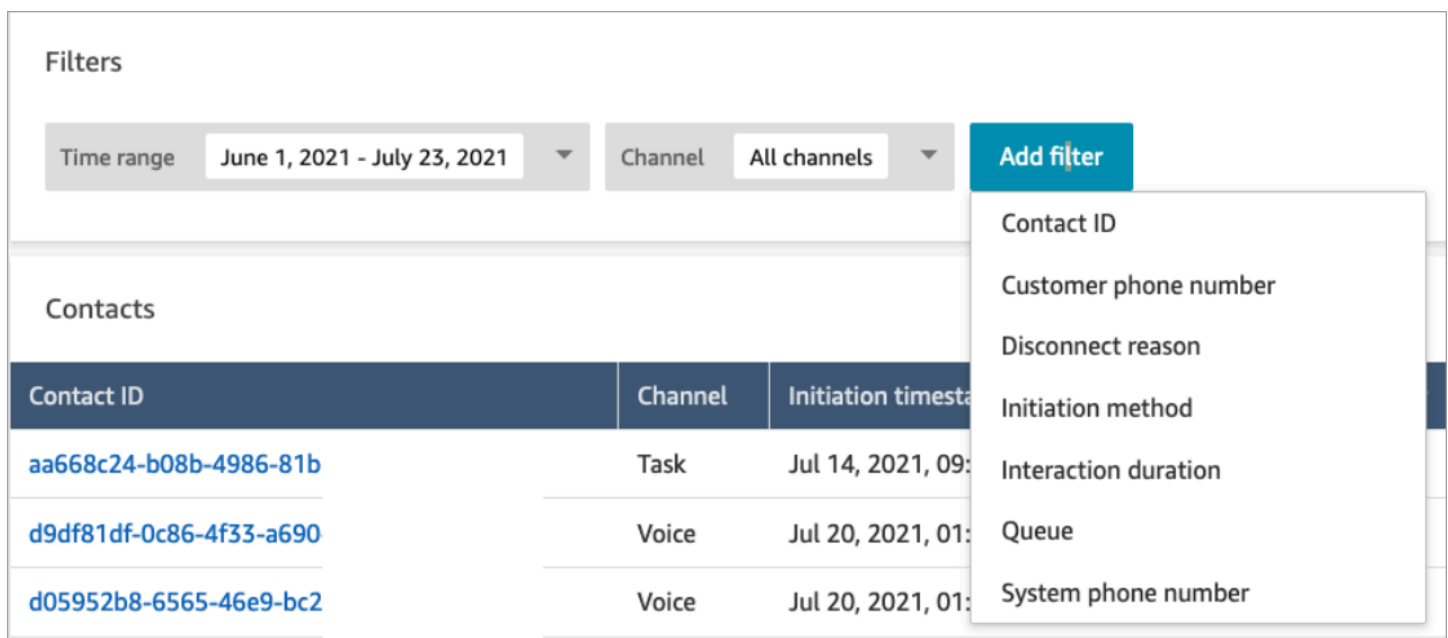 Filters
Time range June 1, 2021 - July 23, 2021 Channel All channels Add filter
Contact ID
Customer phone number
Disconnect reason
Initiation method
Interaction duration
Queue
System phone number
Contacts
Contact ID Channel Initiation
aa668c24-b08b-4986-81b Task Jul 14, 2021, 09:
d9df81df-0c86-4f33-a690 Voice Jul 20, 2021, 01:
d05952b8-6565-46e9-bc2 Voice Jul 20, 2021, 01: